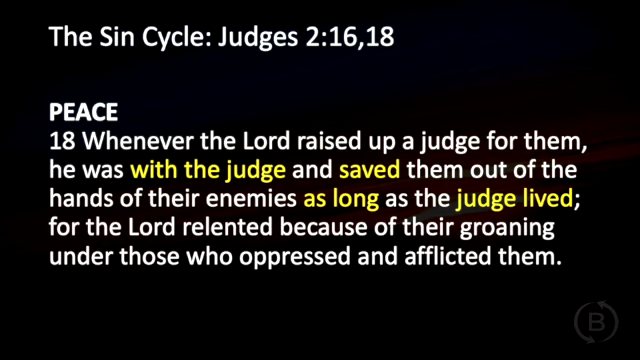 The Sin Cycle: Judges 2:16,18
PEACE
18 Whenever the Lord raised up a judge for them,
he was with the judge and saved them out of the
hands of their enemies as long as the judge lived;
for the Lord relented because of their groaning
under those who oppressed and afflicted them.
B